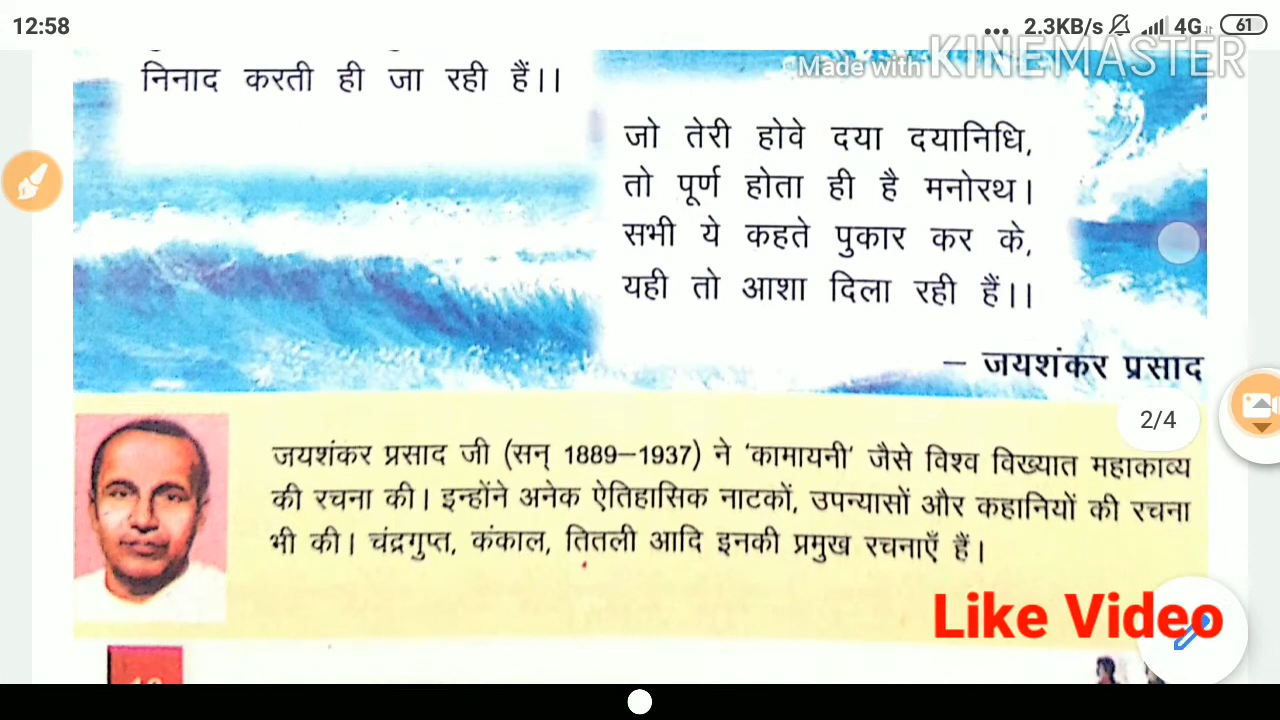 12:58
... 2.3KB/s 4G 61
Made with KINEMASTER
निनाद करती ही जा रही हैं।।
जो तेरी होवे दया दयानिधि,
तो पूर्ण होता ही है मनोरथ।
सभी ये कहते पुकार कर के,
यही तो आशा दिला रही हैं।।
– जयशंकर प्रसाद
2/4
जयशंकर प्रसाद जी (सन् 1889–1937) ने ‘कामायनी’ जैसे विश्व विख्यात महाकाव्य
की रचना की। इन्होंने अनेक ऐतिहासिक नाटकों, उपन्यासों और कहानियों की रचना
भी की। चंद्रगुप्त, कंकाल, तितली आदि इनकी प्रमुख रचनाएँ हैं।
Like Video